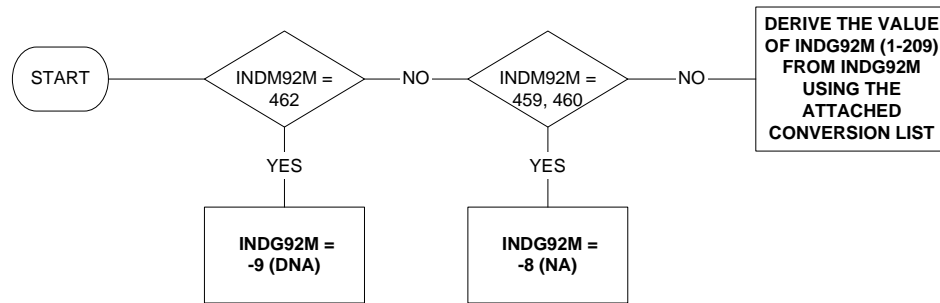 START
INDM92M =
462
NO
INDM92M =
459, 460
NO
DERIVE THE VALUE
OF INDG92M (1-209)
FROM INDG92M
USING THE
ATTACHED
CONVERSION LIST
YES
YES
INDG92M =
-9 (DNA)
INDG92M =
-8 (NA)